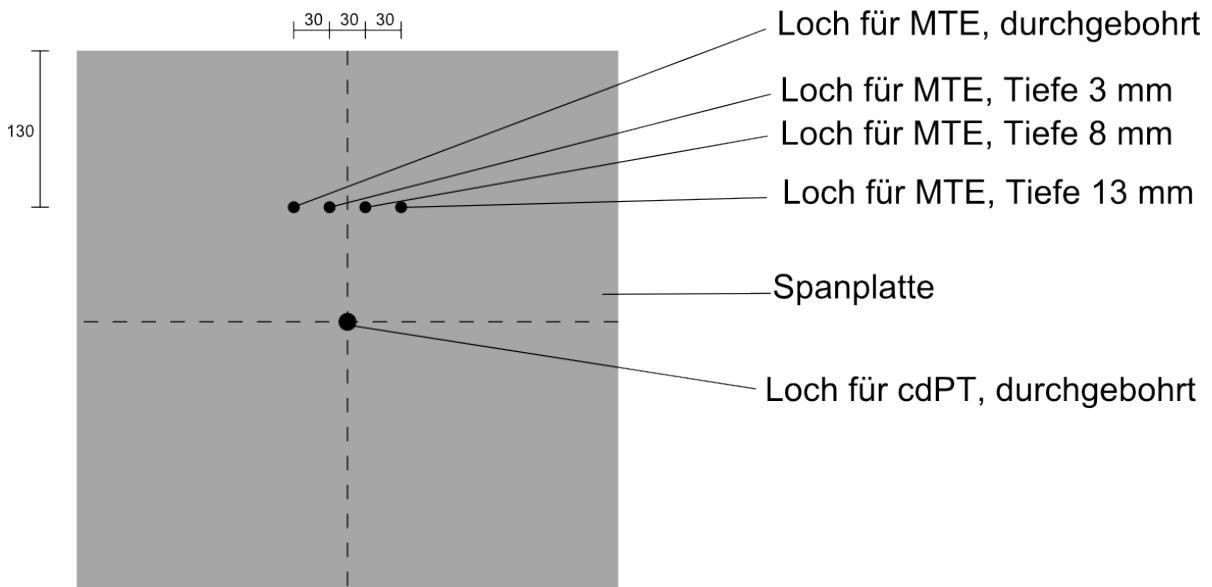 30 30 30
Loch für MTE, durchgebohrt
Loch für MTE, Tiefe 3 mm
130
Loch für MTE, Tiefe 8 mm
Loch für MTE, Tiefe 13 mm
Spanplatte
Loch für cdPT, durchgebohrt